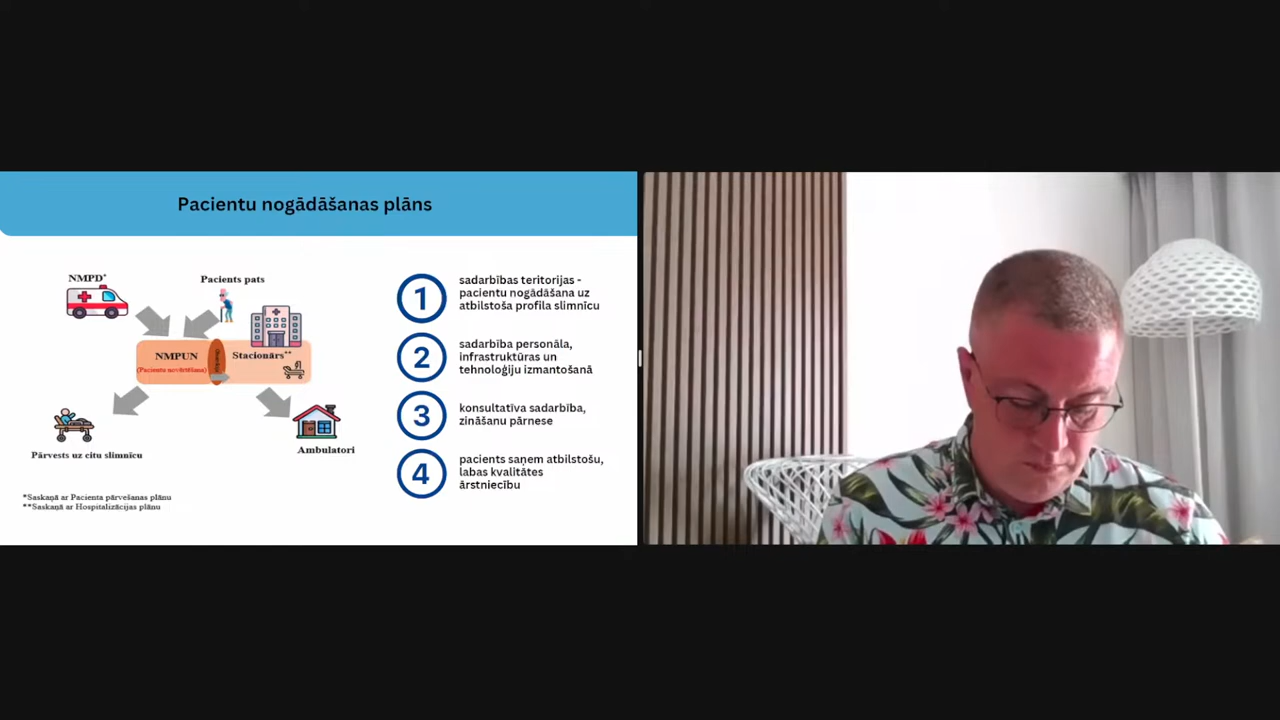 Pacientu nogādāšanas plāns
NMPD*
Pacients pats
NMPUN
(Pacienta novērtēšana)
Stacionārs**
Pārvests uz citu slimnīcu
Ambulatori
*Saskaņā ar Pacienta pārvešanas plānu
**Saskaņā ar Hospitalizācijas plānu
1
sadarbības teritorijas -
pacientu nogādāšana uz
atbilstoša profila slimnīcu
2
sadarbība personāla,
infrastruktūras un
tehnoloģiju izmantošanā
3
konsultatīva sadarbība,
zināšanu pārnese
4
pacients saņem atbilstošu,
labas kvalitātes
ārstniecību